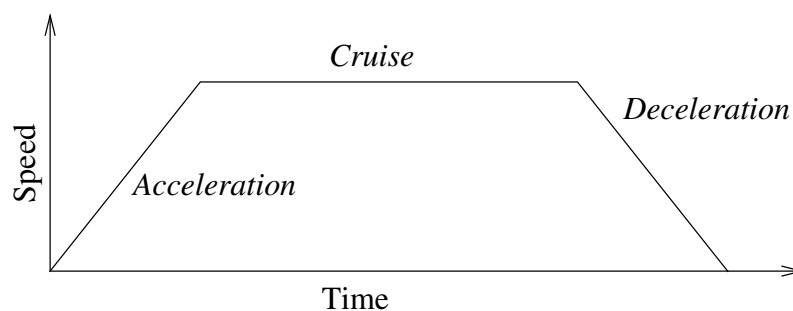 Cruise
Deceleration
Acceleration
Speed
Time